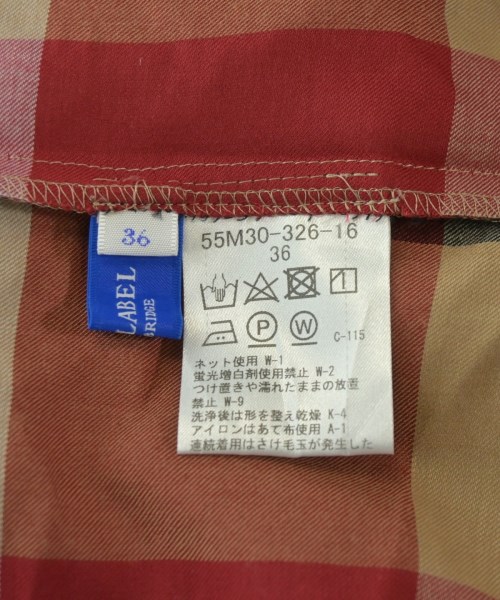 36
LABEL
BRIDGE
55M30-326-16
36
P
W
C-115
ネット使用 W-1
蛍光増白剤使用禁止 W-2
つけ置きや濡れたままの放置
禁止 W-9
洗浄後は形を整え乾燥 K-4
アイロンはあて布使用 A-1
連続着用はさけ毛玉が発生した